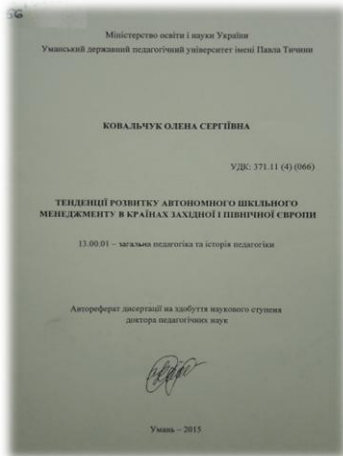 56
Міністерство освіти і науки України
Уманський державний педагогічний університет імені Павла Тичини
КОВАЛЬЧУК ОЛЕНА СЕРГІЇВНА
УДК: 371.11 (4) (066)
ТЕНДЕНЦІЇ РОЗВИТКУ АВТОНОМНОГО ШКІЛЬНОГО
МЕНЕДЖМЕНТУ В КРАЇНАХ ЗАХІДНОЇ І ПІВНІЧНОЇ ЄВРОПИ
13.00.01 – загальна педагогіка та історія педагогіки
Автореферат дисертації на здобуття наукового ступеня
доктора педагогічних наук
Умань – 2015